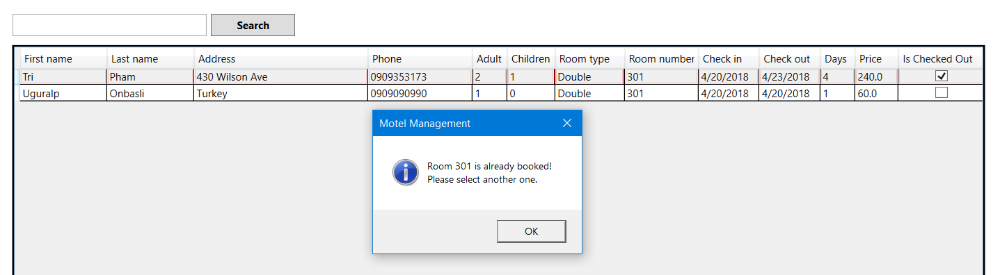 Search
First name Last name Address Phone Adult Children Room type Room number Check in Check out Days Price Is Checked Out
Tri Pham 430 Wilson Ave 0909353173 2 1 Double 301 4/20/2018 4/23/2018 4 240.0
Uguralp Onbasli Turkey 0909090990 1 0 Double 301 4/20/2018 4/20/2018 1 60.0
Motel Management
Room 301 is already booked!
Please select another one.
OK